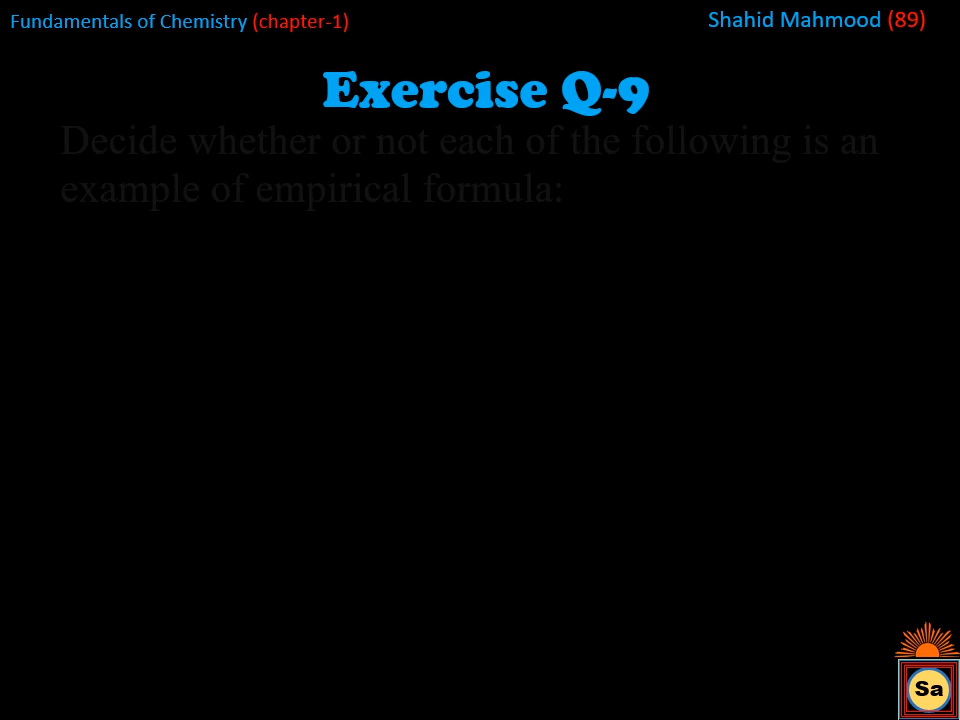 Fundamentals of Chemistry (chapter-1)
Shahid Mahmood (89)
Exercise Q-9
Decide whether or not each of the following is an
example of empirical formula:
Sa